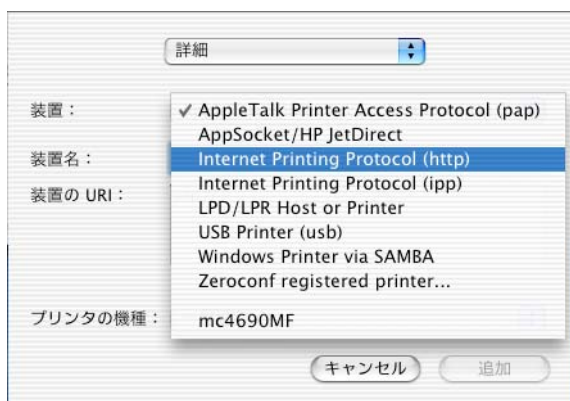 詳細
装置：
✓ AppleTalk Printer Access Protocol (pap)
AppSocket/HP JetDirect
装置名：
Internet Printing Protocol (http)
装置の URI：
Internet Printing Protocol (ipp)
LPD/LPR Host or Printer
USB Printer (usb)
Windows Printer via SAMBA
Zeroconf registered printer...
プリンタの機種：
mc4690MF
キャンセル
追加